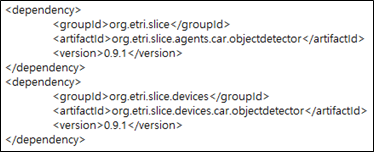 <dependency>
        <groupId>org.etri.slice</groupId>
        <artifactId>org.etri.slice.agents.car.objectdetector</artifactId>
        <version>0.9.1</version>
</dependency>
<dependency>
        <groupId>org.etri.slice.devices</groupId>
        <artifactId>org.etri.slice.devices.car.objectdetector</artifactId>
        <version>0.9.1</version>
</dependency>